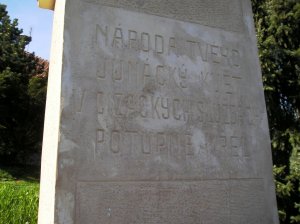 NÁRODA TVÉHO
JUNÁCKÝ KVĚT
V CIZÁCKÝCH SLUŽBÁCH
POTUPNĚ MŘEL